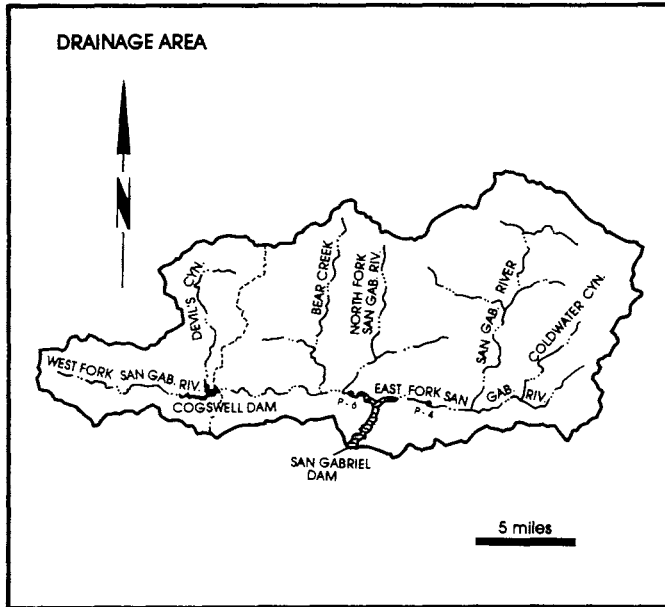 DRAINAGE AREA
N
DEVIL'S CYN.
BEAR CREEK
NORTH FORK
SAN GAB. RIV.
SAN GAB. RIVER
COLDWATER CYN.
WEST FORK SAN GAB. RIV.
COGSWELL DAM
EAST FORK SAN GAB. RIV.
P-6
P-4
SAN GABRIEL
DAM
5 miles